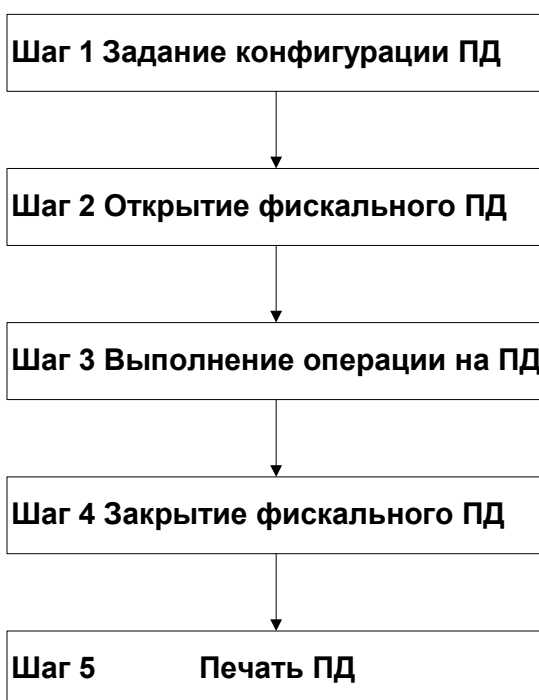 Шаг 1 Задание конфигурации ПД
Шаг 2 Открытие фискального ПД
Шаг 3 Выполнение операции на ПД
Шаг 4 Закрытие фискального ПД
Шаг 5 Печать ПД